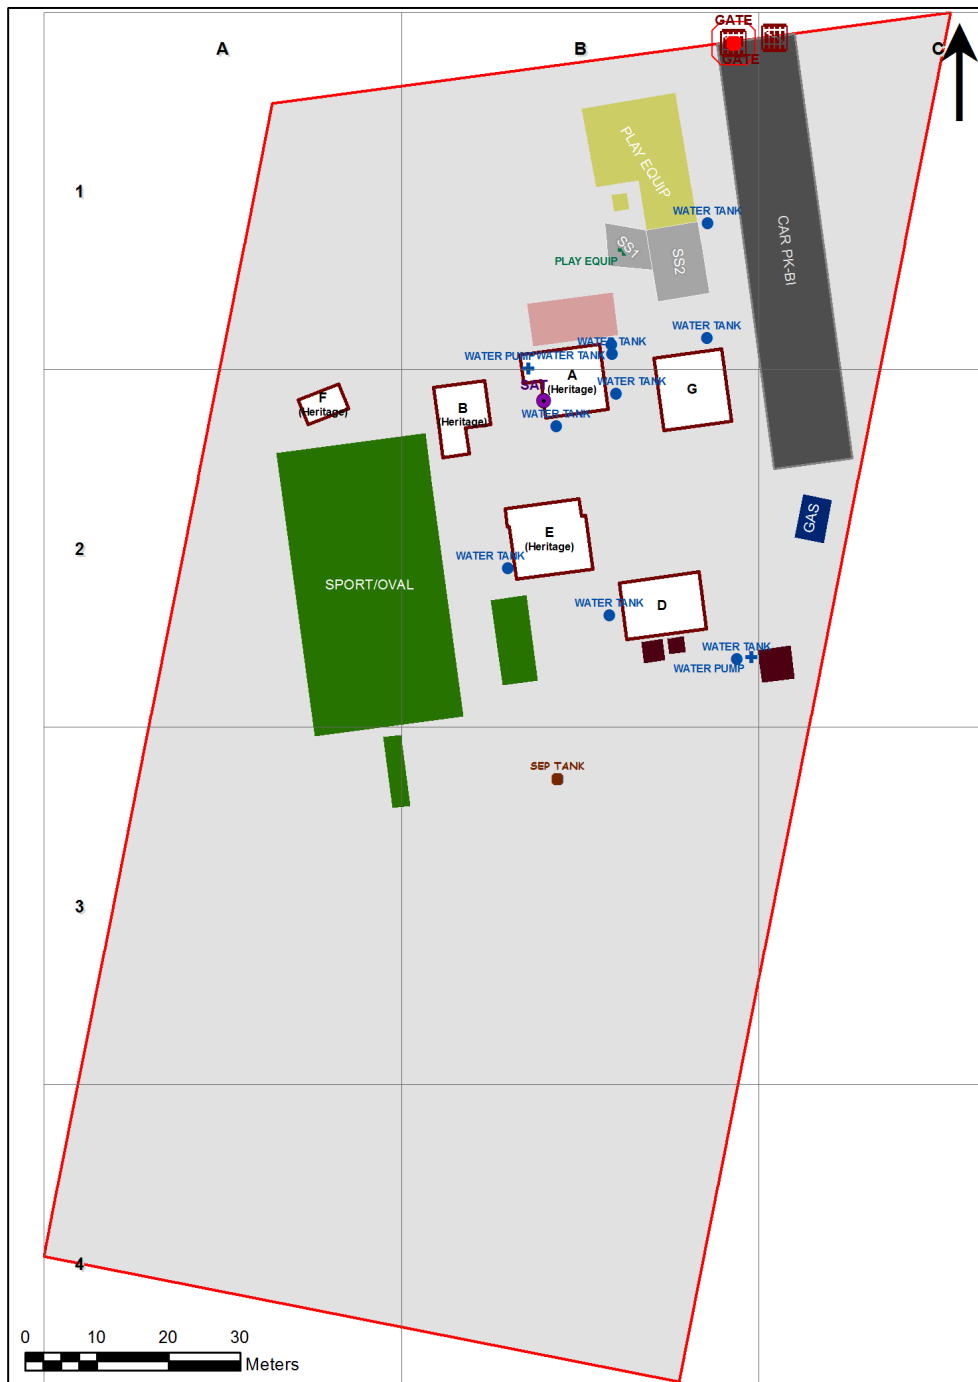 GATE
GATE
A
B
C
1
PLAY EQUIP
WATER TANK
SS1
SS2
PLAY EQUIP
CAR PK-BI
WATER TANK
WATER TANK
WATER PUMP
WATER TANK
SAT
A
(Heritage)
WATER TANK
G
F
(Heritage)
B
(Heritage)
WATER TANK
GAS
2
E
(Heritage)
WATER TANK
SPORT/OVAL
WATER TANK
D
WATER TANK
WATER PUMP
SEP TANK
3
4
0 10 20 30
Meters